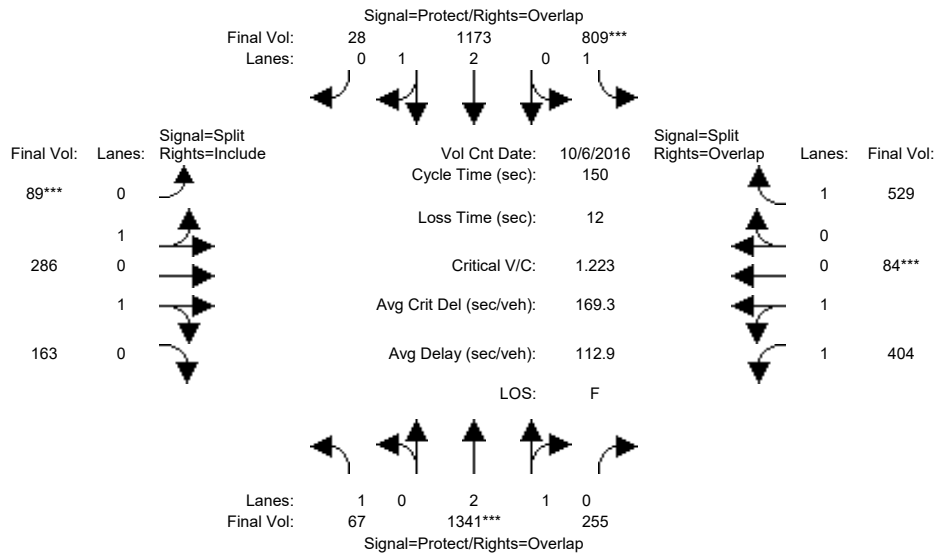 Signal=Protect/Rights=Overlap
Final Vol: 28 1173 809***
Lanes: 0 1 2 0 1
Signal=Split Signal=Split
Final Vol: Lanes: Rights=Include Vol Cnt Date: 10/6/2016 Rights=Overlap Lanes: Final Vol:
Cycle Time (sec): 150
89*** 0 1 529
Loss Time (sec): 12
1 0
286 0 Critical V/C: 1.223 0 84***
1 Avg Crit Del (sec/veh): 169.3 1
163 0 Avg Delay (sec/veh): 112.9 1 404
LOS: F
Lanes: 1 0 2 1 0
Final Vol: 67 1341*** 255
Signal=Protect/Rights=Overlap